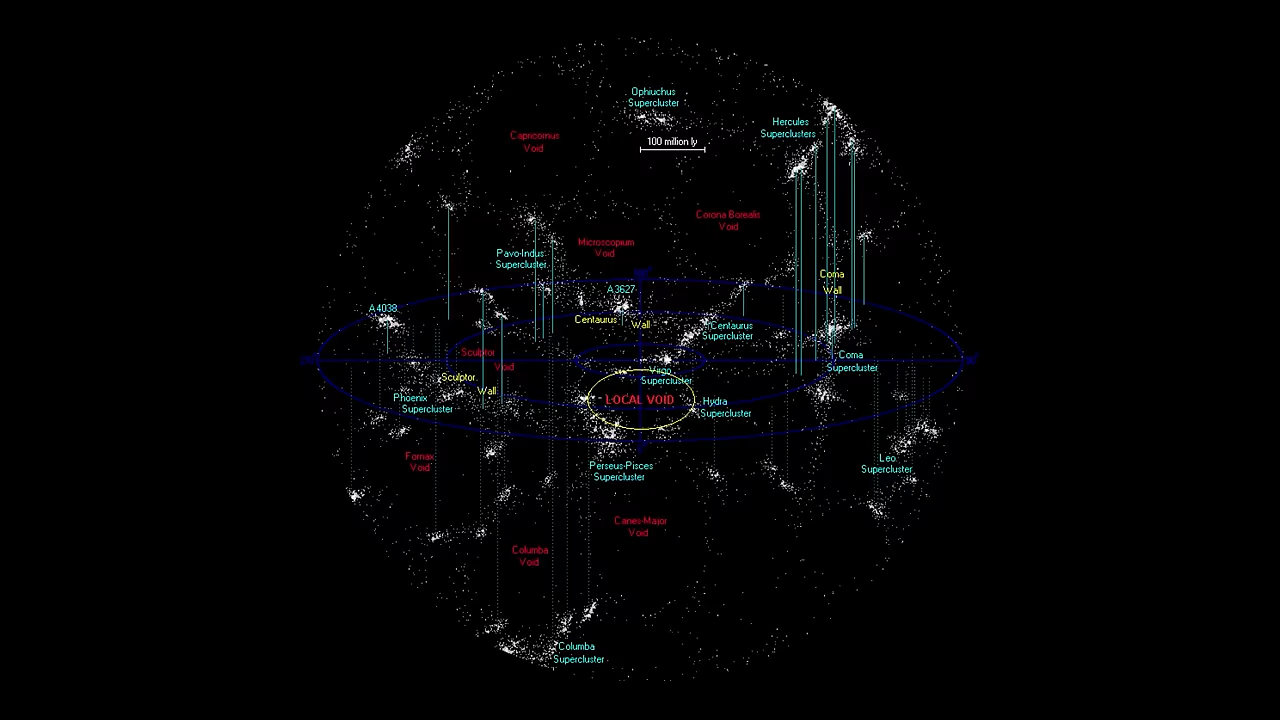 Ophiuchus
Supercluster
Hercules
Superclusters
Capricornus
Void
100 million ly
Corona Borealis
Void
Microscopium
Void
Pavo-Indus
Supercluster
Coma
Wall
A3627
A4038
Centaurus
Wall
Centaurus
Supercluster
Sculptor
Void
Coma
Supercluster
Virgo
Supercluster
Sculptor
Wall
Phoenix
Supercluster
LOCAL VOID
Hydra
Supercluster
Fornax
Void
Perseus-Pisces
Supercluster
Leo
Supercluster
Canes-Major
Void
Columba
Void
Columba
Supercluster